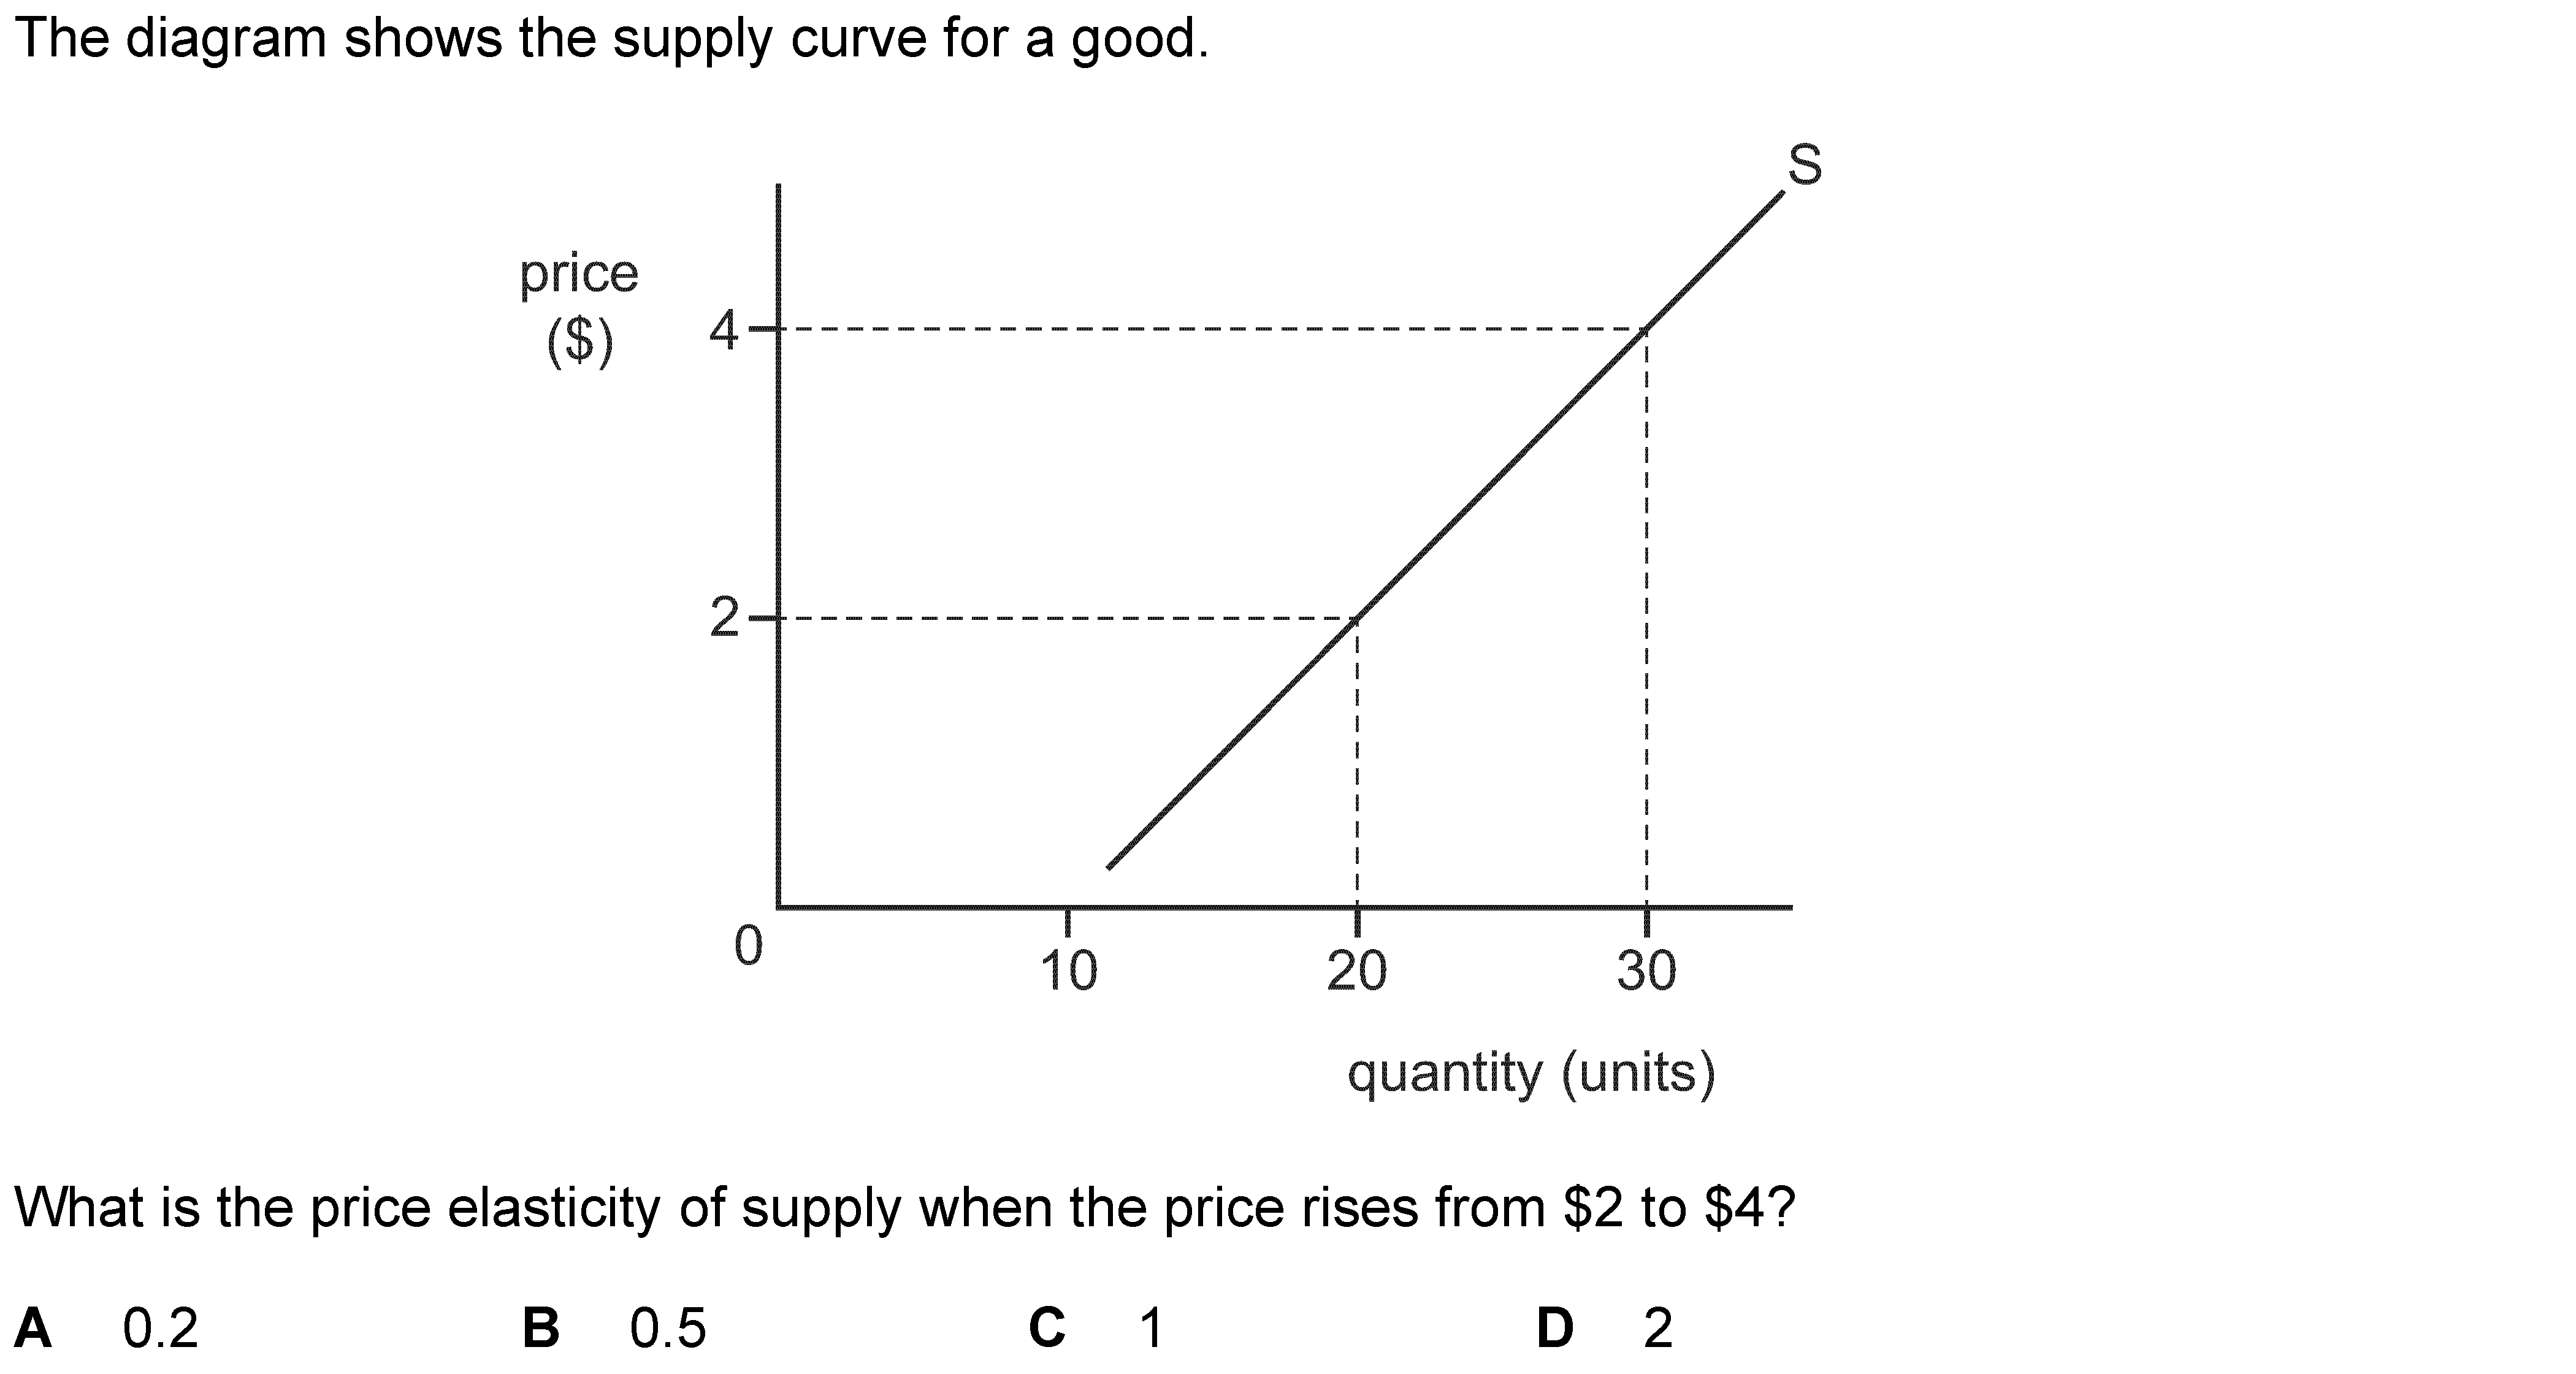 The diagram shows the supply curve for a good.
S
price
($)
4
2
0
10 20 30
quantity (units)
What is the price elasticity of supply when the price rises from $2 to $4?
A 0.2 B 0.5 C 1 D 2